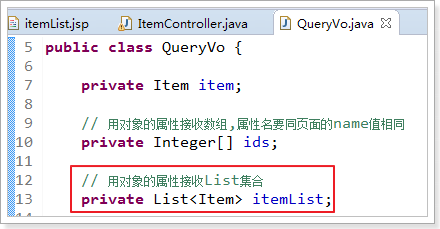 itemList.jsp ItemController.java QueryVo.java
5 public class QueryVo {
6
7 private Item item;
8
9 // 用对象的属性接收数组,属性名要同页面的name值相同
10 private Integer[] ids;
11
12 // 用对象的属性接收List集合
13 private List<Item> itemList;